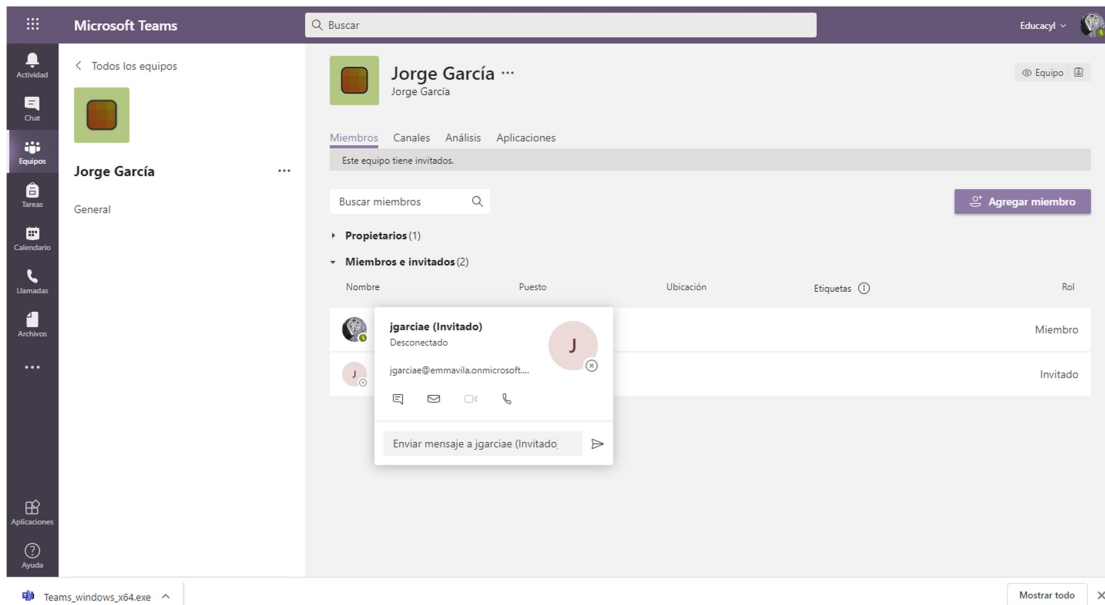 Microsoft Teams
Buscar
Educacyl
Actividad
Chat
Equipos
Tareas
Calendario
Llamadas
Archivos
Aplicaciones
Ayuda
Todos los equipos
Jorge García
General
Jorge García
Jorge García
Equipo
Miembros Canales Análisis Aplicaciones
Este equipo tiene invitados.
Buscar miembros
Agregar miembro
Propietarios (1)
Miembros e invitados (2)
Nombre Puesto Ubicación Etiquetas Rol
Miembro
J Invitado
jgarciae (Invitado)
Desconectado
J
jgarciae@emmavila.onmicrosoft....
Enviar mensaje a jgarciae (Invitado)
Teams_windows_x64.exe
Mostrar todo